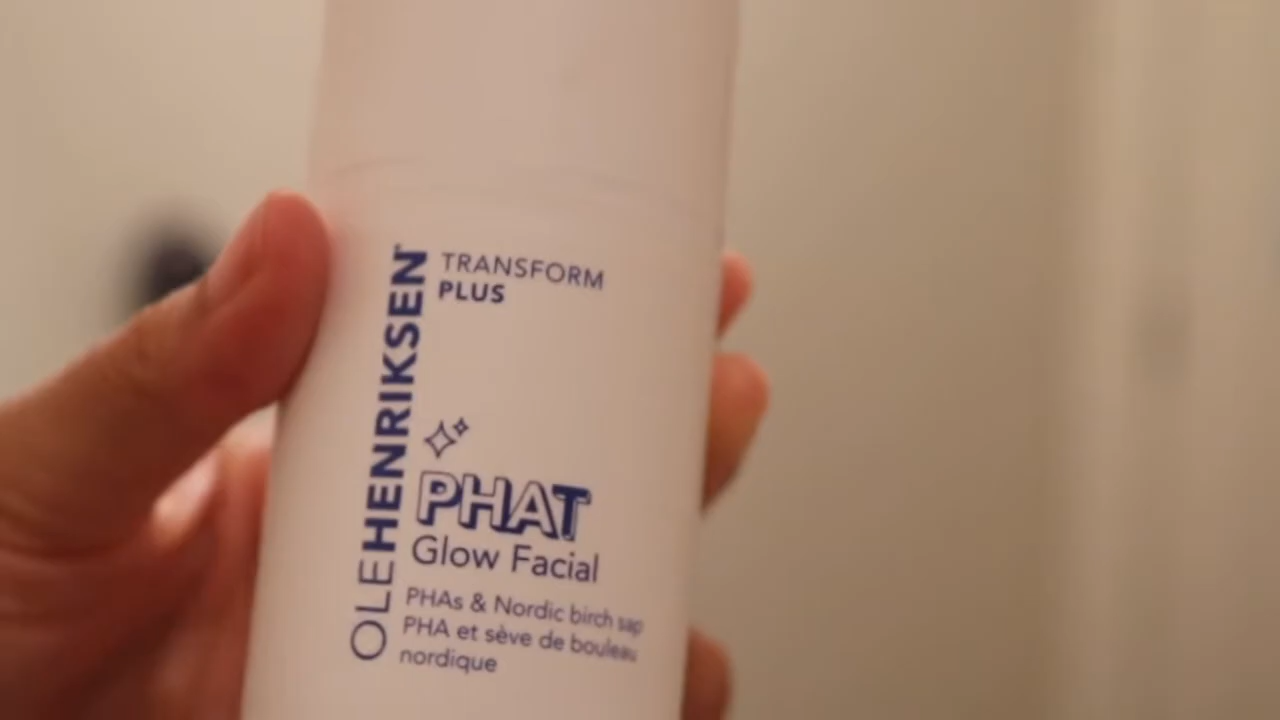 OLEHENRIKSEN
TRANSFORM
PLUS
PHAT
Glow Facial
PHAs & Nordic birch sap
PHA et sève de bouleau
nordique